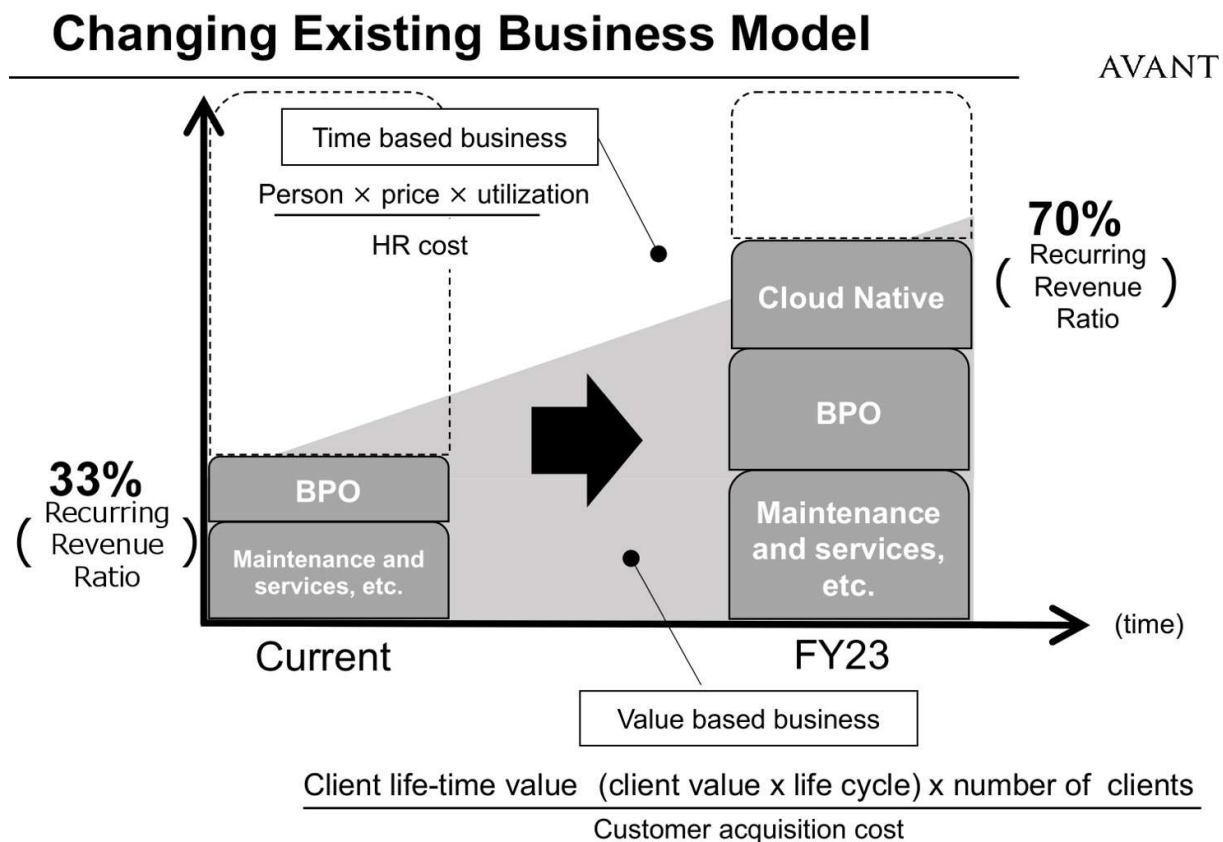 Changing Existing Business Model
AVANT
Time based business
Person × price × utilization
HR cost
70%
( Recurring
Revenue
Ratio )
Cloud Native
BPO
Maintenance
and services,
etc.
33%
( Recurring
Revenue
Ratio )
BPO
Maintenance and
services, etc.
(time)
Current
FY23
Value based business
Client life-time value (client value x life cycle) x number of clients
Customer acquisition cost